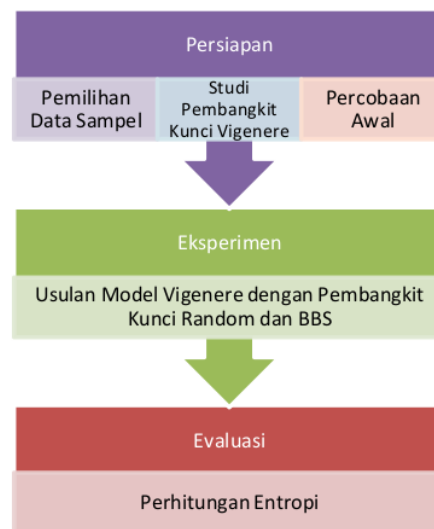 Persiapan
Pemilihan
Data Sampel
Studi
Pembangkit
Kunci Vigenere
Percobaan
Awal
Eksperimen
Usulan Model Vigenere dengan Pembangkit
Kunci Random dan BBS
Evaluasi
Perhitungan Entropi